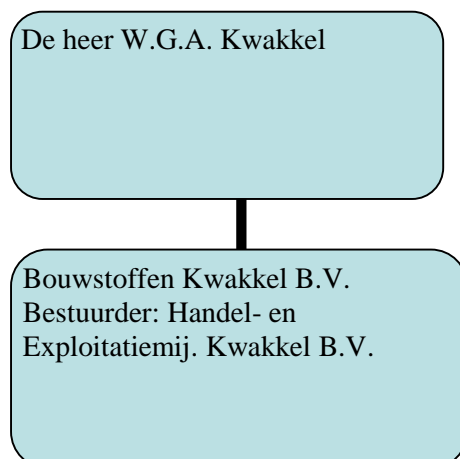 De heer W.G.A. Kwakkel
Bouwstoffen Kwakkel B.V.
Bestuurder: Handel- en
Exploitatiemij. Kwakkel B.V.